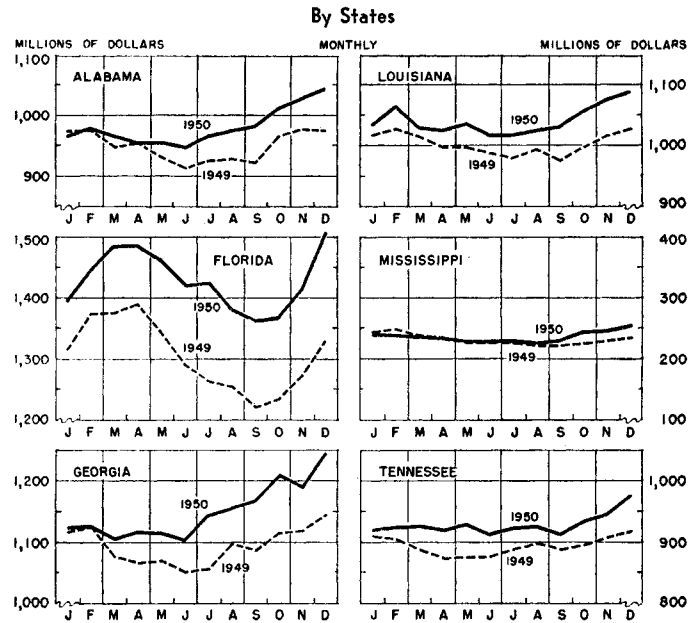 By States
MILLIONS OF DOLLARS MONTHLY MILLIONS OF DOLLARS
1,100
ALABAMA
1,000
900
1950
1949
J F M A M J J A S O N D
LOUISIANA
1,100
1,000
900
1950
1949
J F M A M J J A S O N D
1,500
FLORIDA
1,400
1,300
1,200
1950
1949
J F M A M J J A S O N D
400
MISSISSIPPI
300
200
100
1950
1949
J F M A M J J A S O N D
GEORGIA
1,200
1,100
1,000
1950
1949
J F M A M J J A S O N D
TENNESSEE
1,000
900
800
1950
1949
J F M A M J J A S O N D